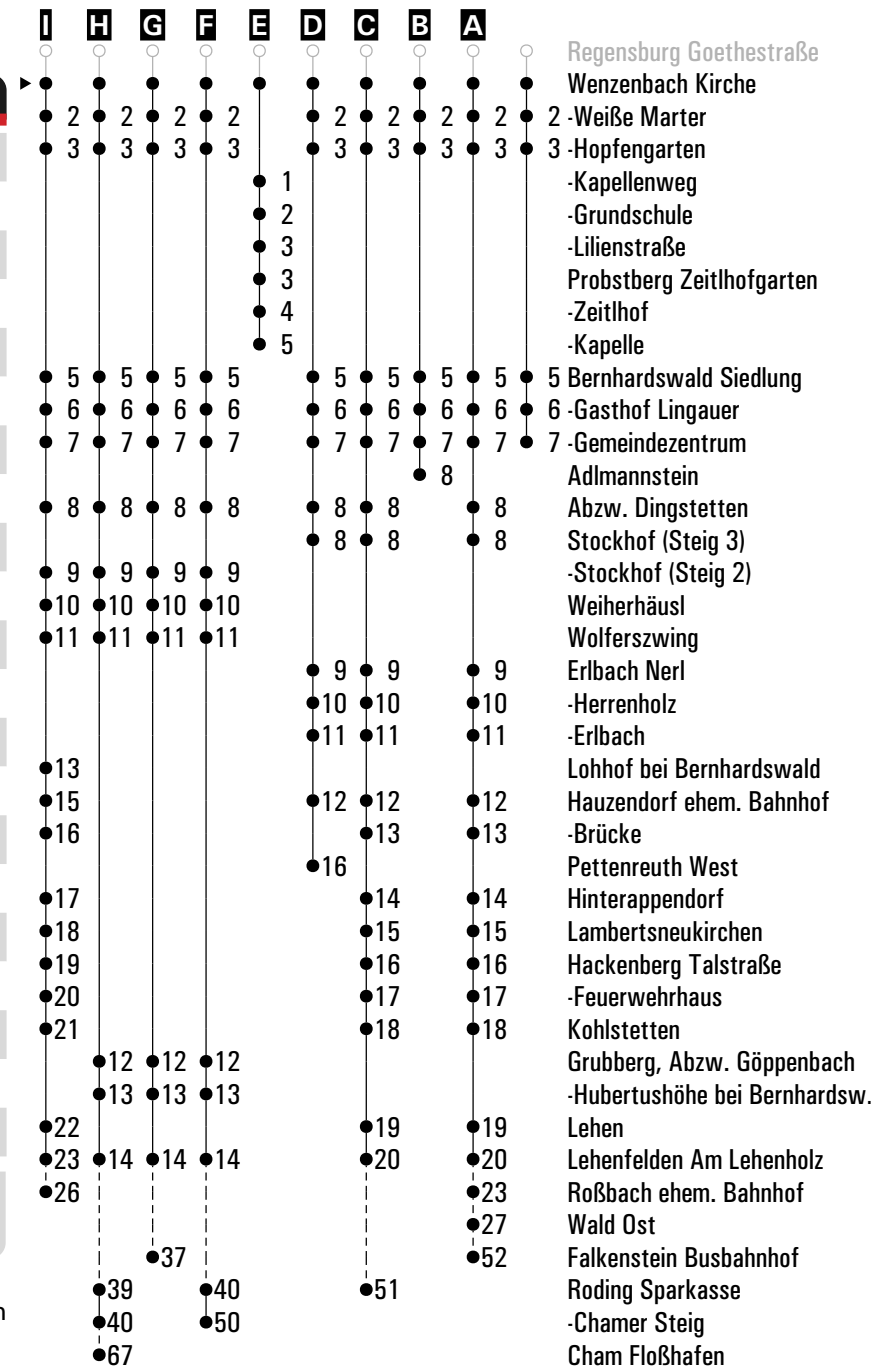 I H G F E D C B A
Regensburg Goethestraße
Wenzenbach Kirche
2 2 2 2 2 2 2 2 2 -Weiße Marter
3 3 3 3 3 3 3 3 3 -Hopfengarten
1 -Kapellenweg
2 -Grundschule
3 -Lilienstraße
3 Probstberg Zeitlhofgarten
4 -Zeitlhof
5 -Kapelle
5 5 5 5 5 5 5 5 5 Bernhardswald Siedlung
6 6 6 6 6 6 6 6 6 -Gasthof Lingauer
7 7 7 7 7 7 7 7 7 -Gemeindezentrum
8 Adlmannstein
8 8 8 8 8 8 8 Abzw. Dingstetten
8 8 8 Stockhof (Steig 3)
9 9 9 9 -Stockhof (Steig 2)
10 10 10 10 Weiherhäusl
11 11 11 11 Wolferszwing
9 9 9 Erlbach Nerl
10 10 10 -Herrenholz
11 11 11 -Erlbach
13 Lohhof bei Bernhardswald
15 12 12 12 Hauzendorf ehem. Bahnhof
16 13 13 -Brücke
16 Pettenreuth West
17 14 14 Hinterappendorf
18 15 15 Lambertsneukirchen
19 16 16 Hackenberg Talstraße
20 17 17 -Feuerwehrhaus
21 18 18 Kohlstetten
12 12 12 Grubberg, Abzw. Göppenbach
13 13 13 -Hubertushöhe bei Bernhardsw.
22 19 19 Lehen
23 14 14 14 20 20 Lehenfelden Am Lehenholz
26 23 Roßbach ehem. Bahnhof
27 Wald Ost
37 52 Falkenstein Busbahnhof
39 40 51 Roding Sparkasse
40 50 -Chamer Steig
67 Cham Floßhafen